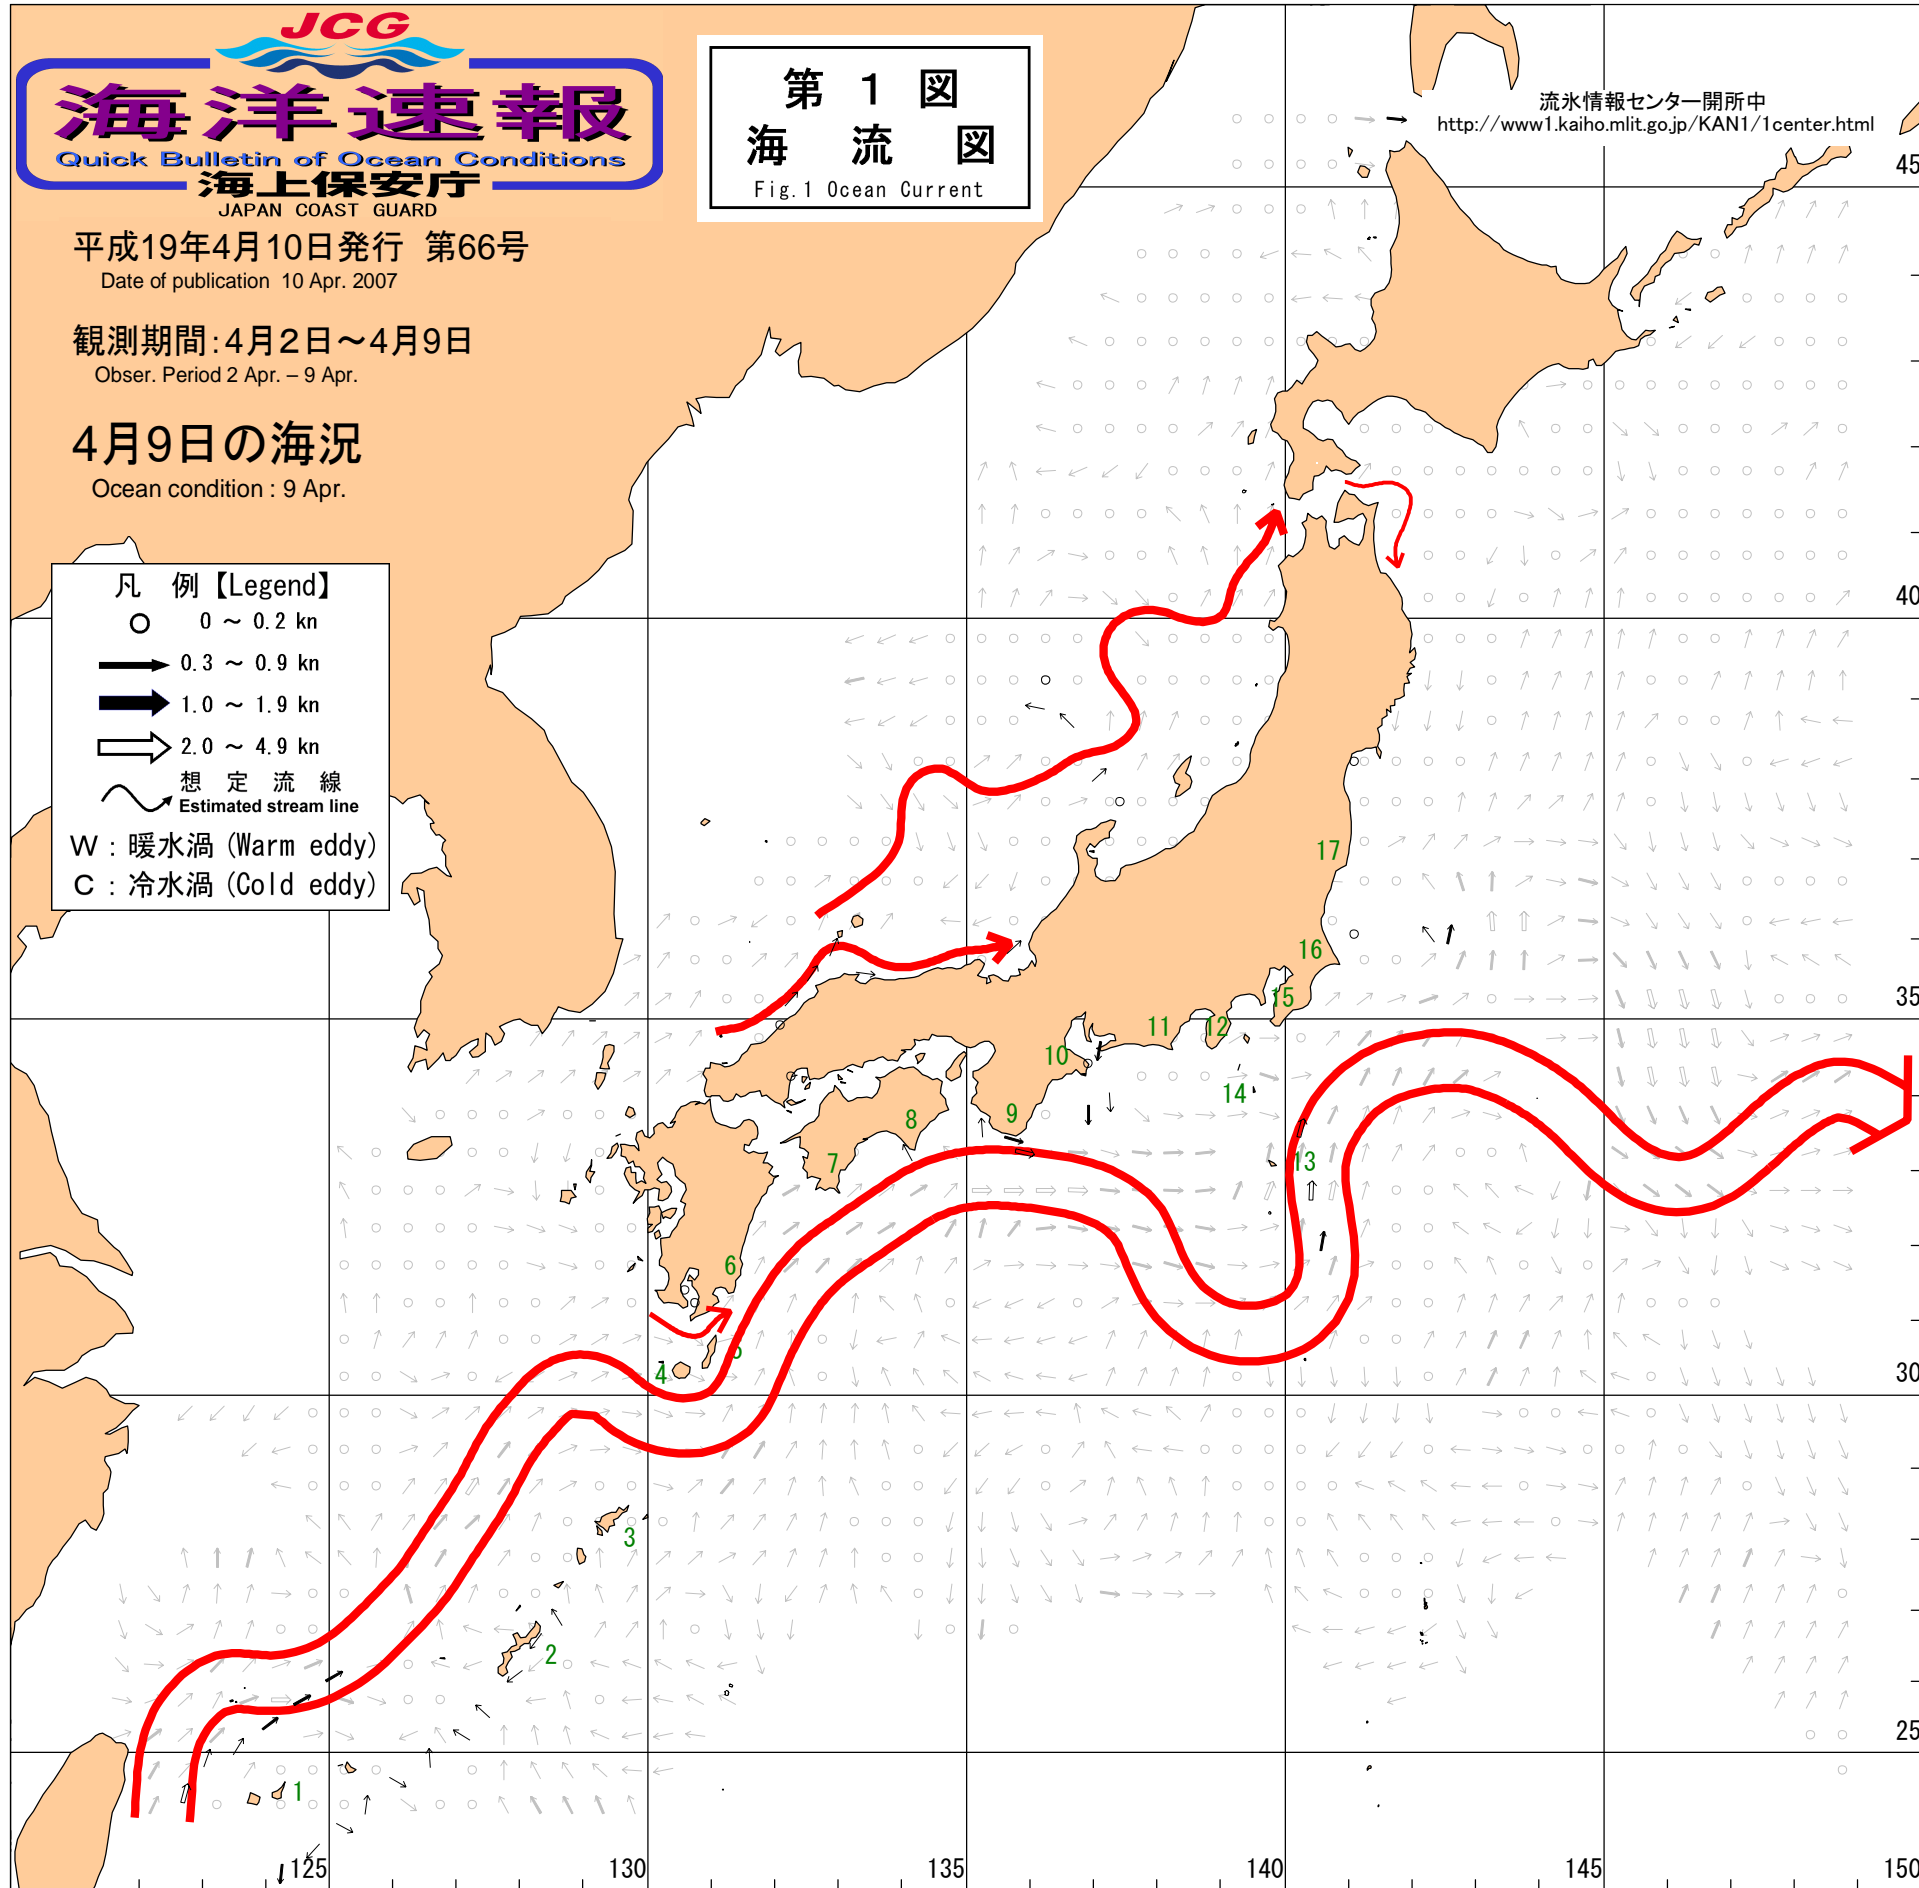 JCG
海洋速報
Quick Bulletin of Ocean Conditions
海上保安庁
JAPAN COAST GUARD
平成19年4月10日発行 第66号
Date of publication 10 Apr. 2007
観測期間:4月2日～4月9日
Obser. Period 2 Apr. – 9 Apr.
4月9日の海況
Ocean condition : 9 Apr.
第 1 図
海 流 図
Fig.1 Ocean Current
流氷情報センター開所中
http://www1.kaiho.mlit.go.jp/KAN1/1center.html
凡 例【Legend】
0 ～ 0.2 kn
0.3 ～ 0.9 kn
1.0 ～ 1.9 kn
2.0 ～ 4.9 kn
想 定 流 線
Estimated stream line
W : 暖水渦 (Warm eddy)
C : 冷水渦 (Cold eddy)
45
40
17
16
15
35
12
11
10
14
9
8
7
13
6
4
30
3
2
25
1
125
130
135
140
145
150